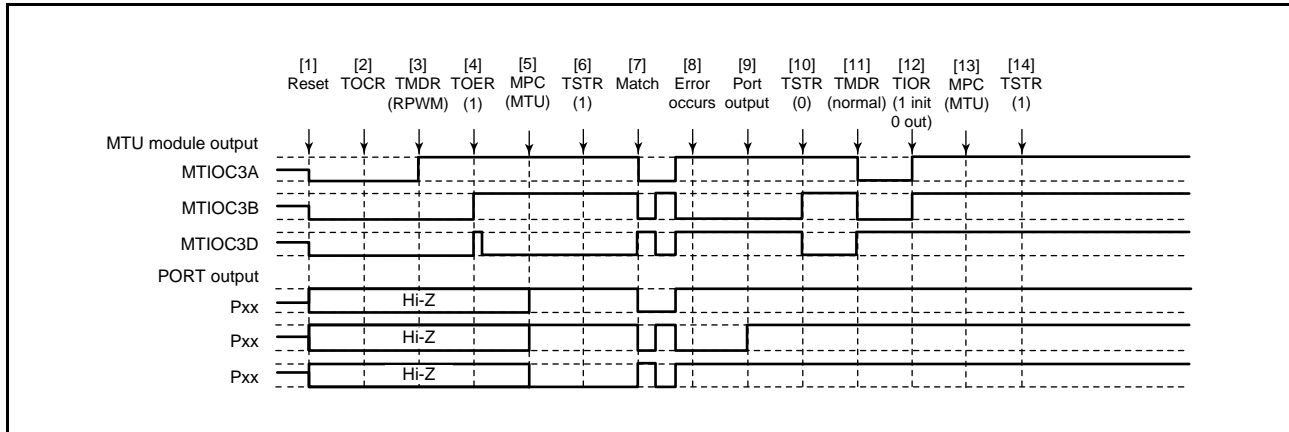 [1] [2] [3] [4] [5] [6] [7] [8] [9] [10] [11] [12] [13] [14]
Reset TOCR TMDR TOER MPC TSTR Match Error Port TSTR TMDR TIOR MPC TSTR
(RPWM) (1) (MTU) (1) occurs output (0) (normal) (1 init (MTU) (1)
0 out)
MTU module output
MTIOC3A
MTIOC3B
MTIOC3D
PORT output
Pxx Hi-Z
Pxx Hi-Z
Pxx Hi-Z